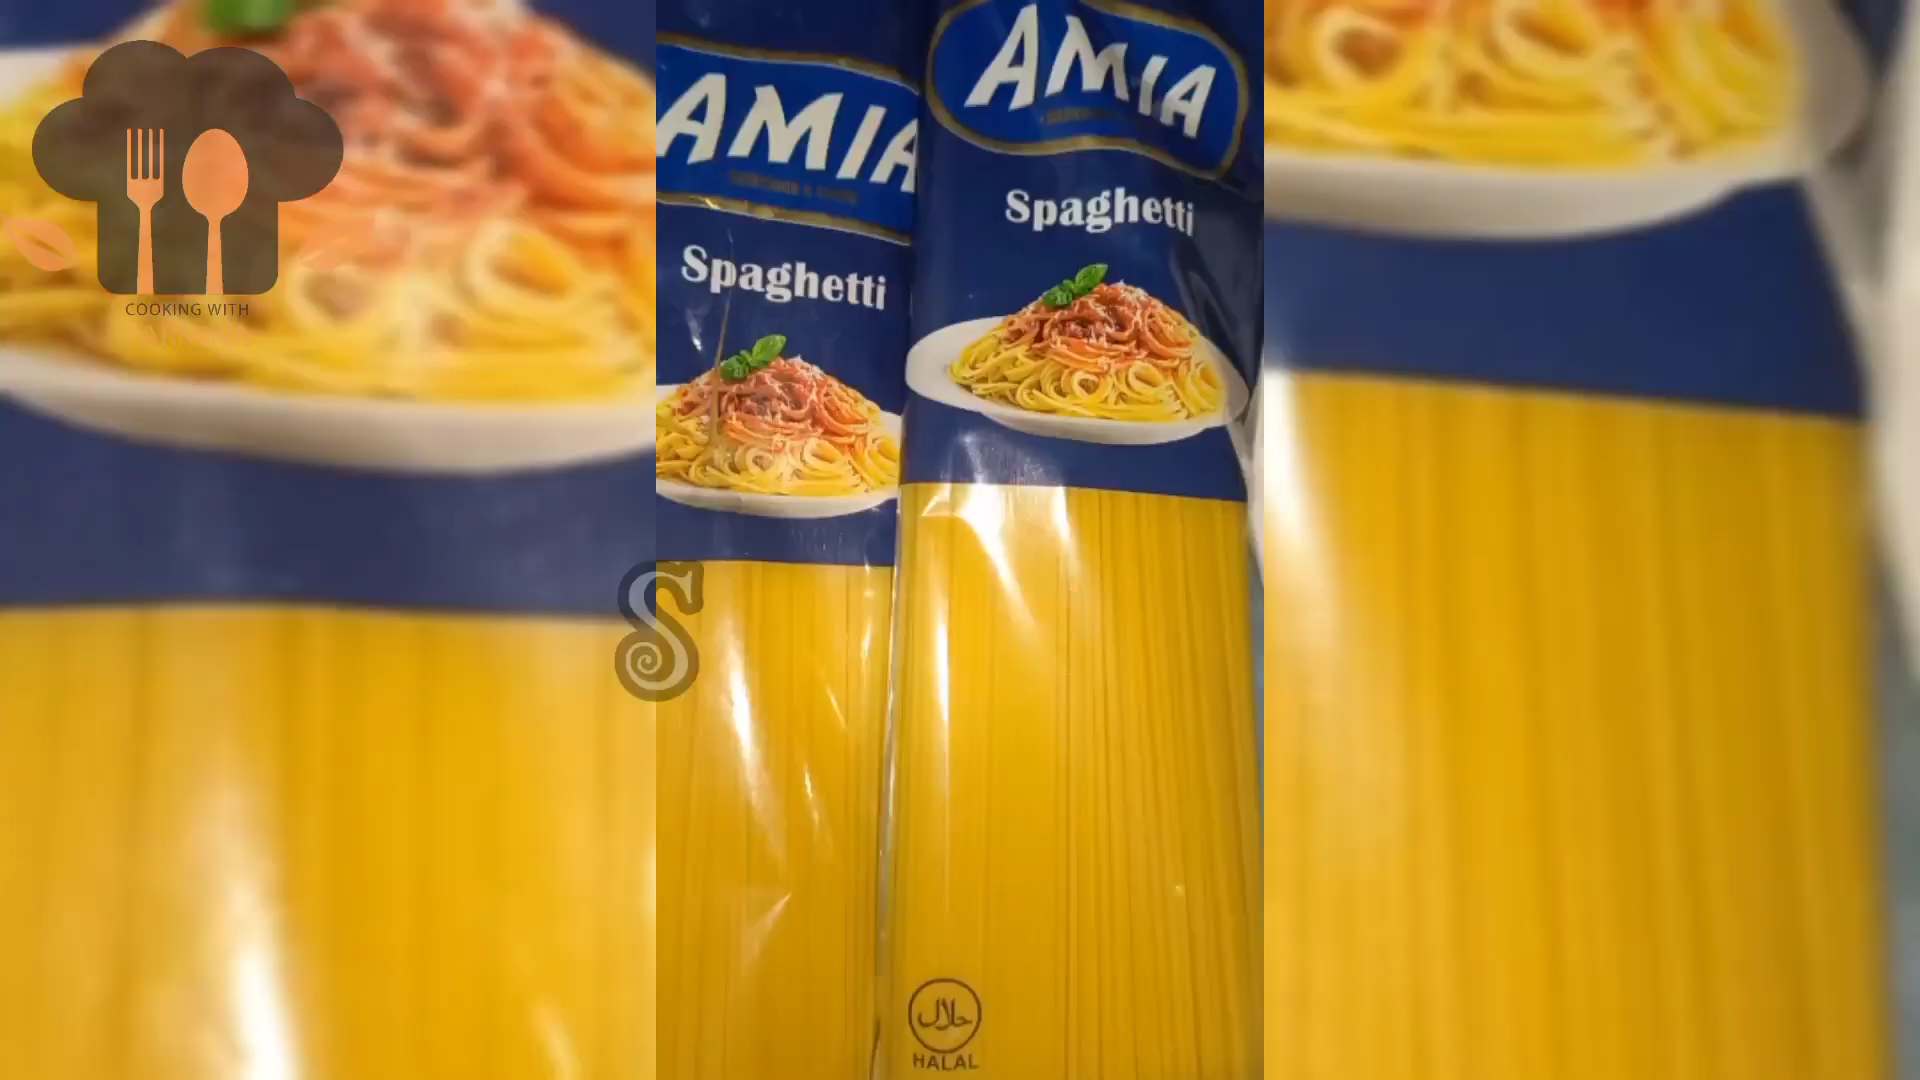 COOKING WITH
AMIA
Spaghetti
AMIA
Spaghetti
حلال
HALAL
S